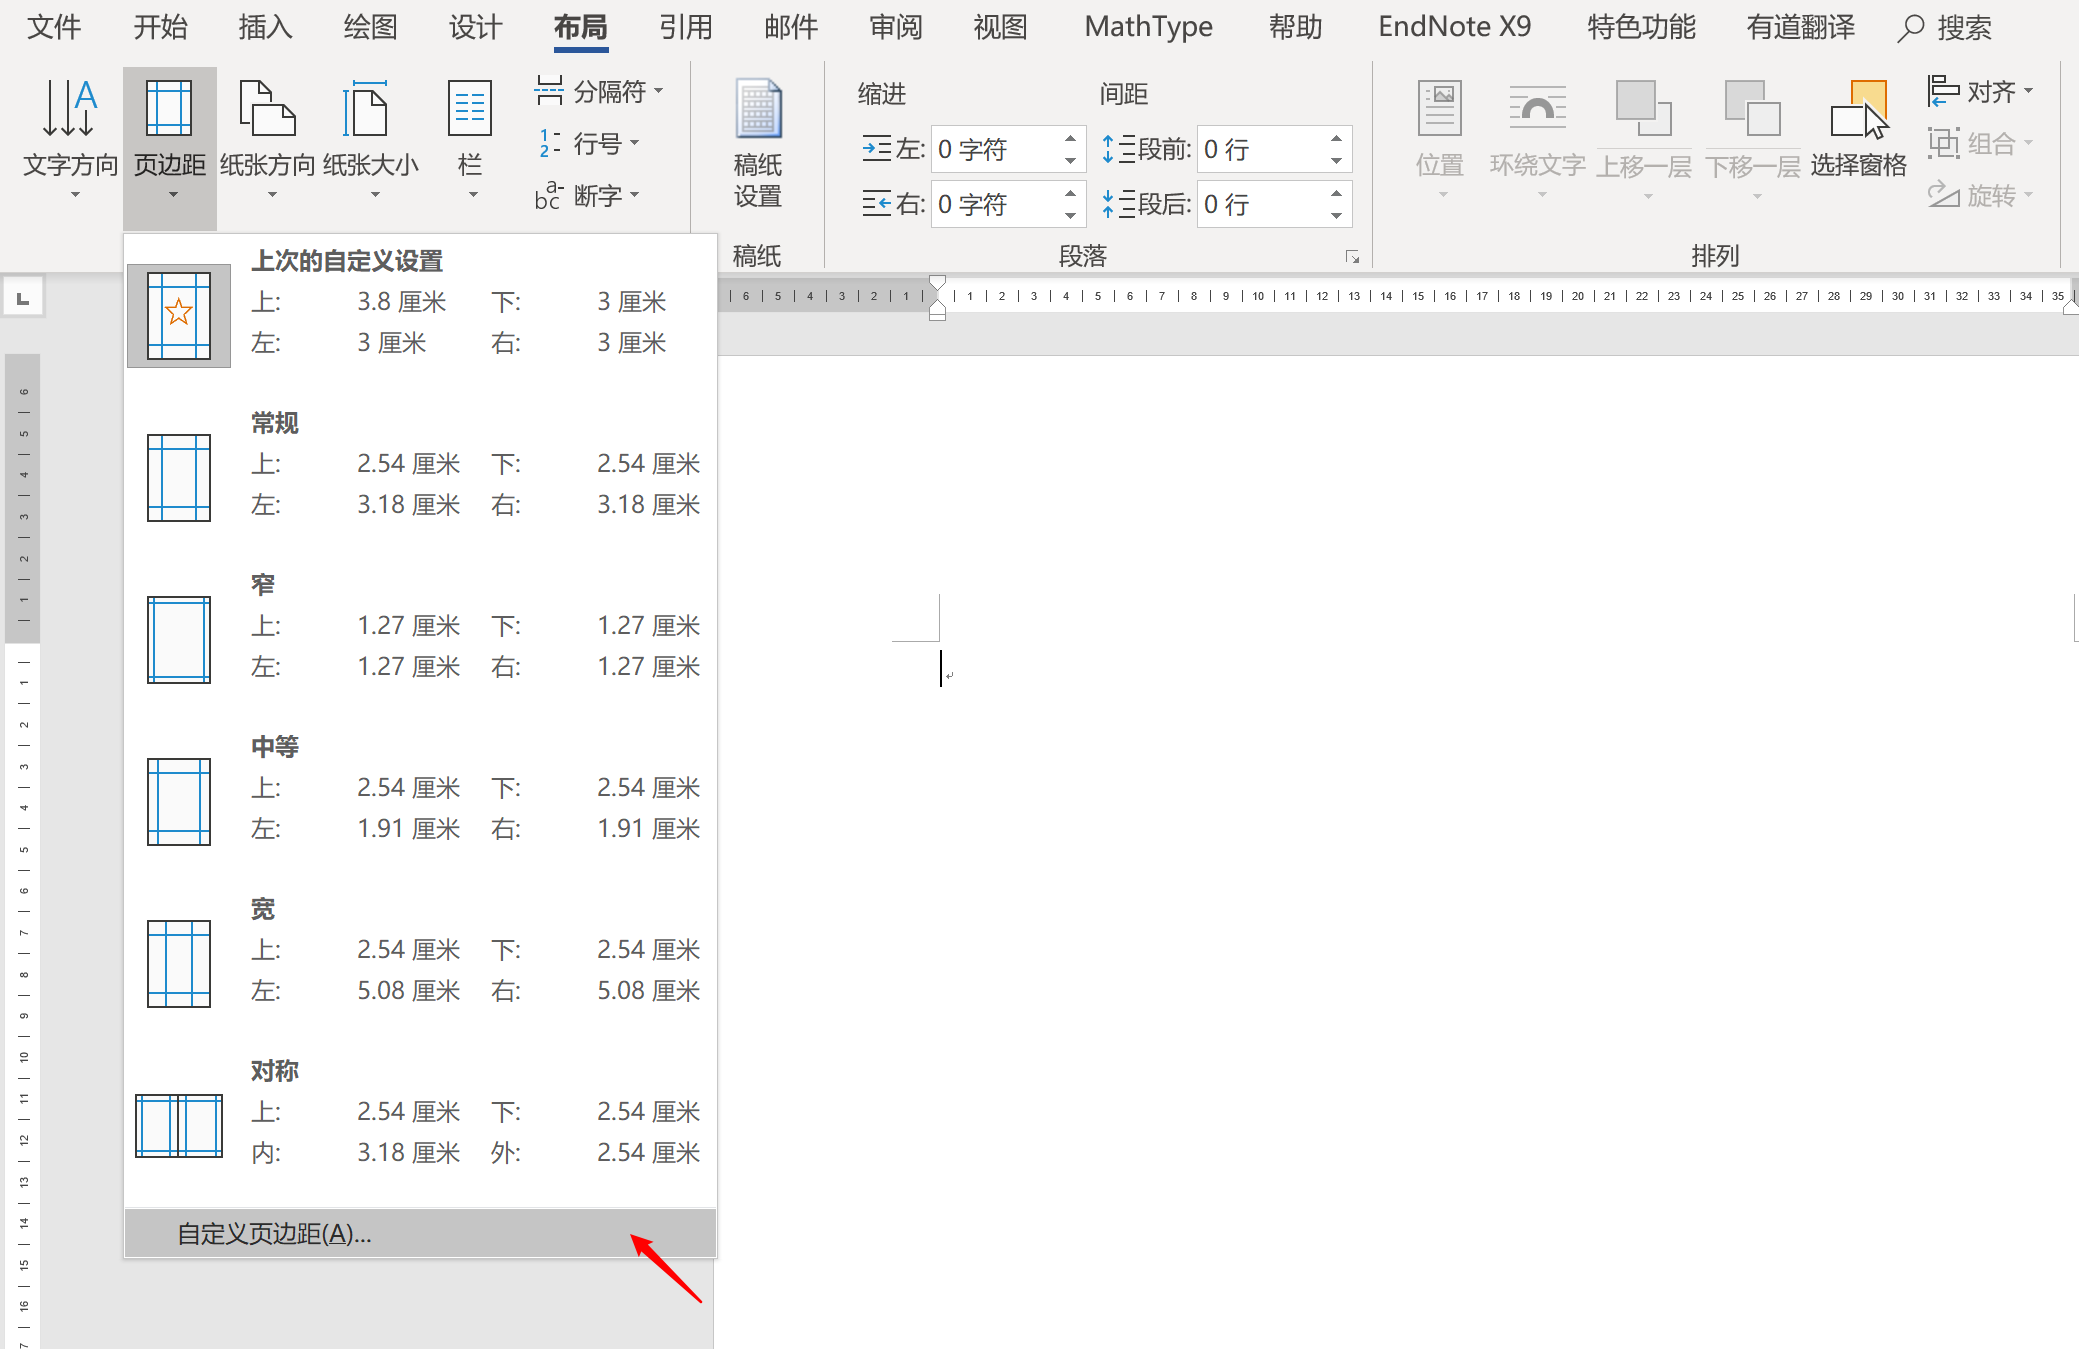 文件 开始 插入 绘图 设计 布局 引用 邮件 审阅 视图 MathType 帮助 EndNote X9 特色功能 有道翻译 搜索
文字方向 页边距 纸张方向 纸张大小 栏
分隔符
行号
断字
稿纸
设置
稿纸
缩进 间距
左: 0 字符 段前: 0 行
右: 0 字符 段后: 0 行
段落
位置 环绕文字 上移一层 下移一层 选择窗格
对齐
组合
旋转
排列
上次的自定义设置
上: 3.8 厘米 下: 3 厘米
左: 3 厘米 右: 3 厘米
常规
上: 2.54 厘米 下: 2.54 厘米
左: 3.18 厘米 右: 3.18 厘米
窄
上: 1.27 厘米 下: 1.27 厘米
左: 1.27 厘米 右: 1.27 厘米
中等
上: 2.54 厘米 下: 2.54 厘米
左: 1.91 厘米 右: 1.91 厘米
宽
上: 2.54 厘米 下: 2.54 厘米
左: 5.08 厘米 右: 5.08 厘米
对称
上: 2.54 厘米 下: 2.54 厘米
内: 3.18 厘米 外: 2.54 厘米
自定义页边距(A)...
6 5 4 3 2 1 1 2 3 4 5 6 7 8 9 10 11 12 13 14 15 16 17 18 19 20 21 22 23 24 25 26 27 28 29 30 31 32 33 34 35
6 5 4 3 2 1 1 2 3 4 5 6 7 8 9 10 11 12 13 14 15 16 17